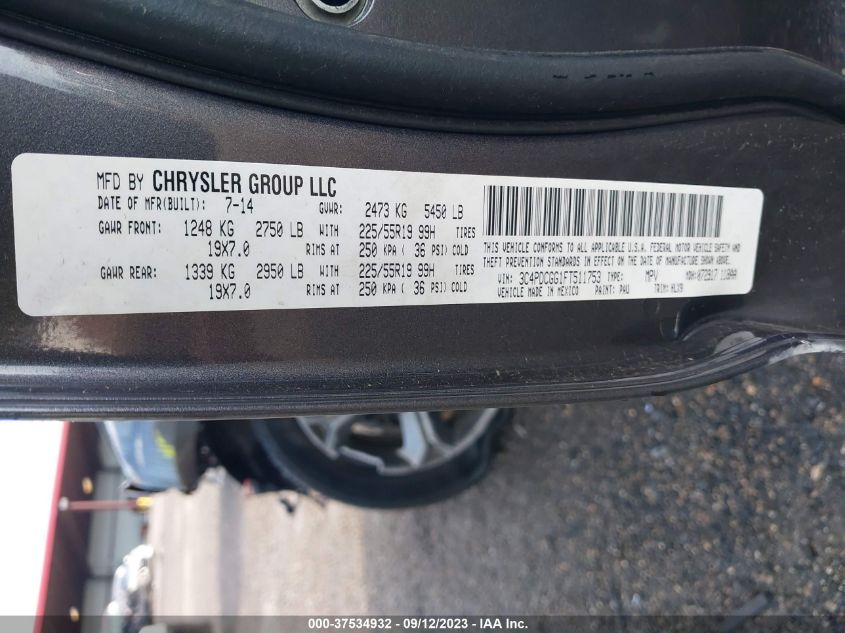 MFD BY CHRYSLER GROUP LLC
DATE OF MFR(BUILT): 7-14 GVWR: 2473 KG 5450 LB
GAWR FRONT: 1248 KG 2750 LB WITH 225/55R19 99H TIRES
19X7.0 RIMS AT 250 KPA ( 36 PSI) COLD
GAWR REAR: 1339 KG 2950 LB WITH 225/55R19 99H TIRES
19X7.0 RIMS AT 250 KPA ( 36 PSI) COLD
THIS VEHICLE CONFORMS TO ALL APPLICABLE U.S.A. FEDERAL MOTOR VEHICLE SAFETY AND
THEFT PREVENTION STANDARDS IN EFFECT ON THE DATE OF MANUFACTURE SHOWN ABOVE.
VIN: 3C4PDCGG1FT511753 TYPE: MPV MDH: 072917 118AA
VEHICLE MADE IN MEXICO PAINT: PAU TRIM: HLX9
000-37534932 - 09/12/2023 - IAA Inc.